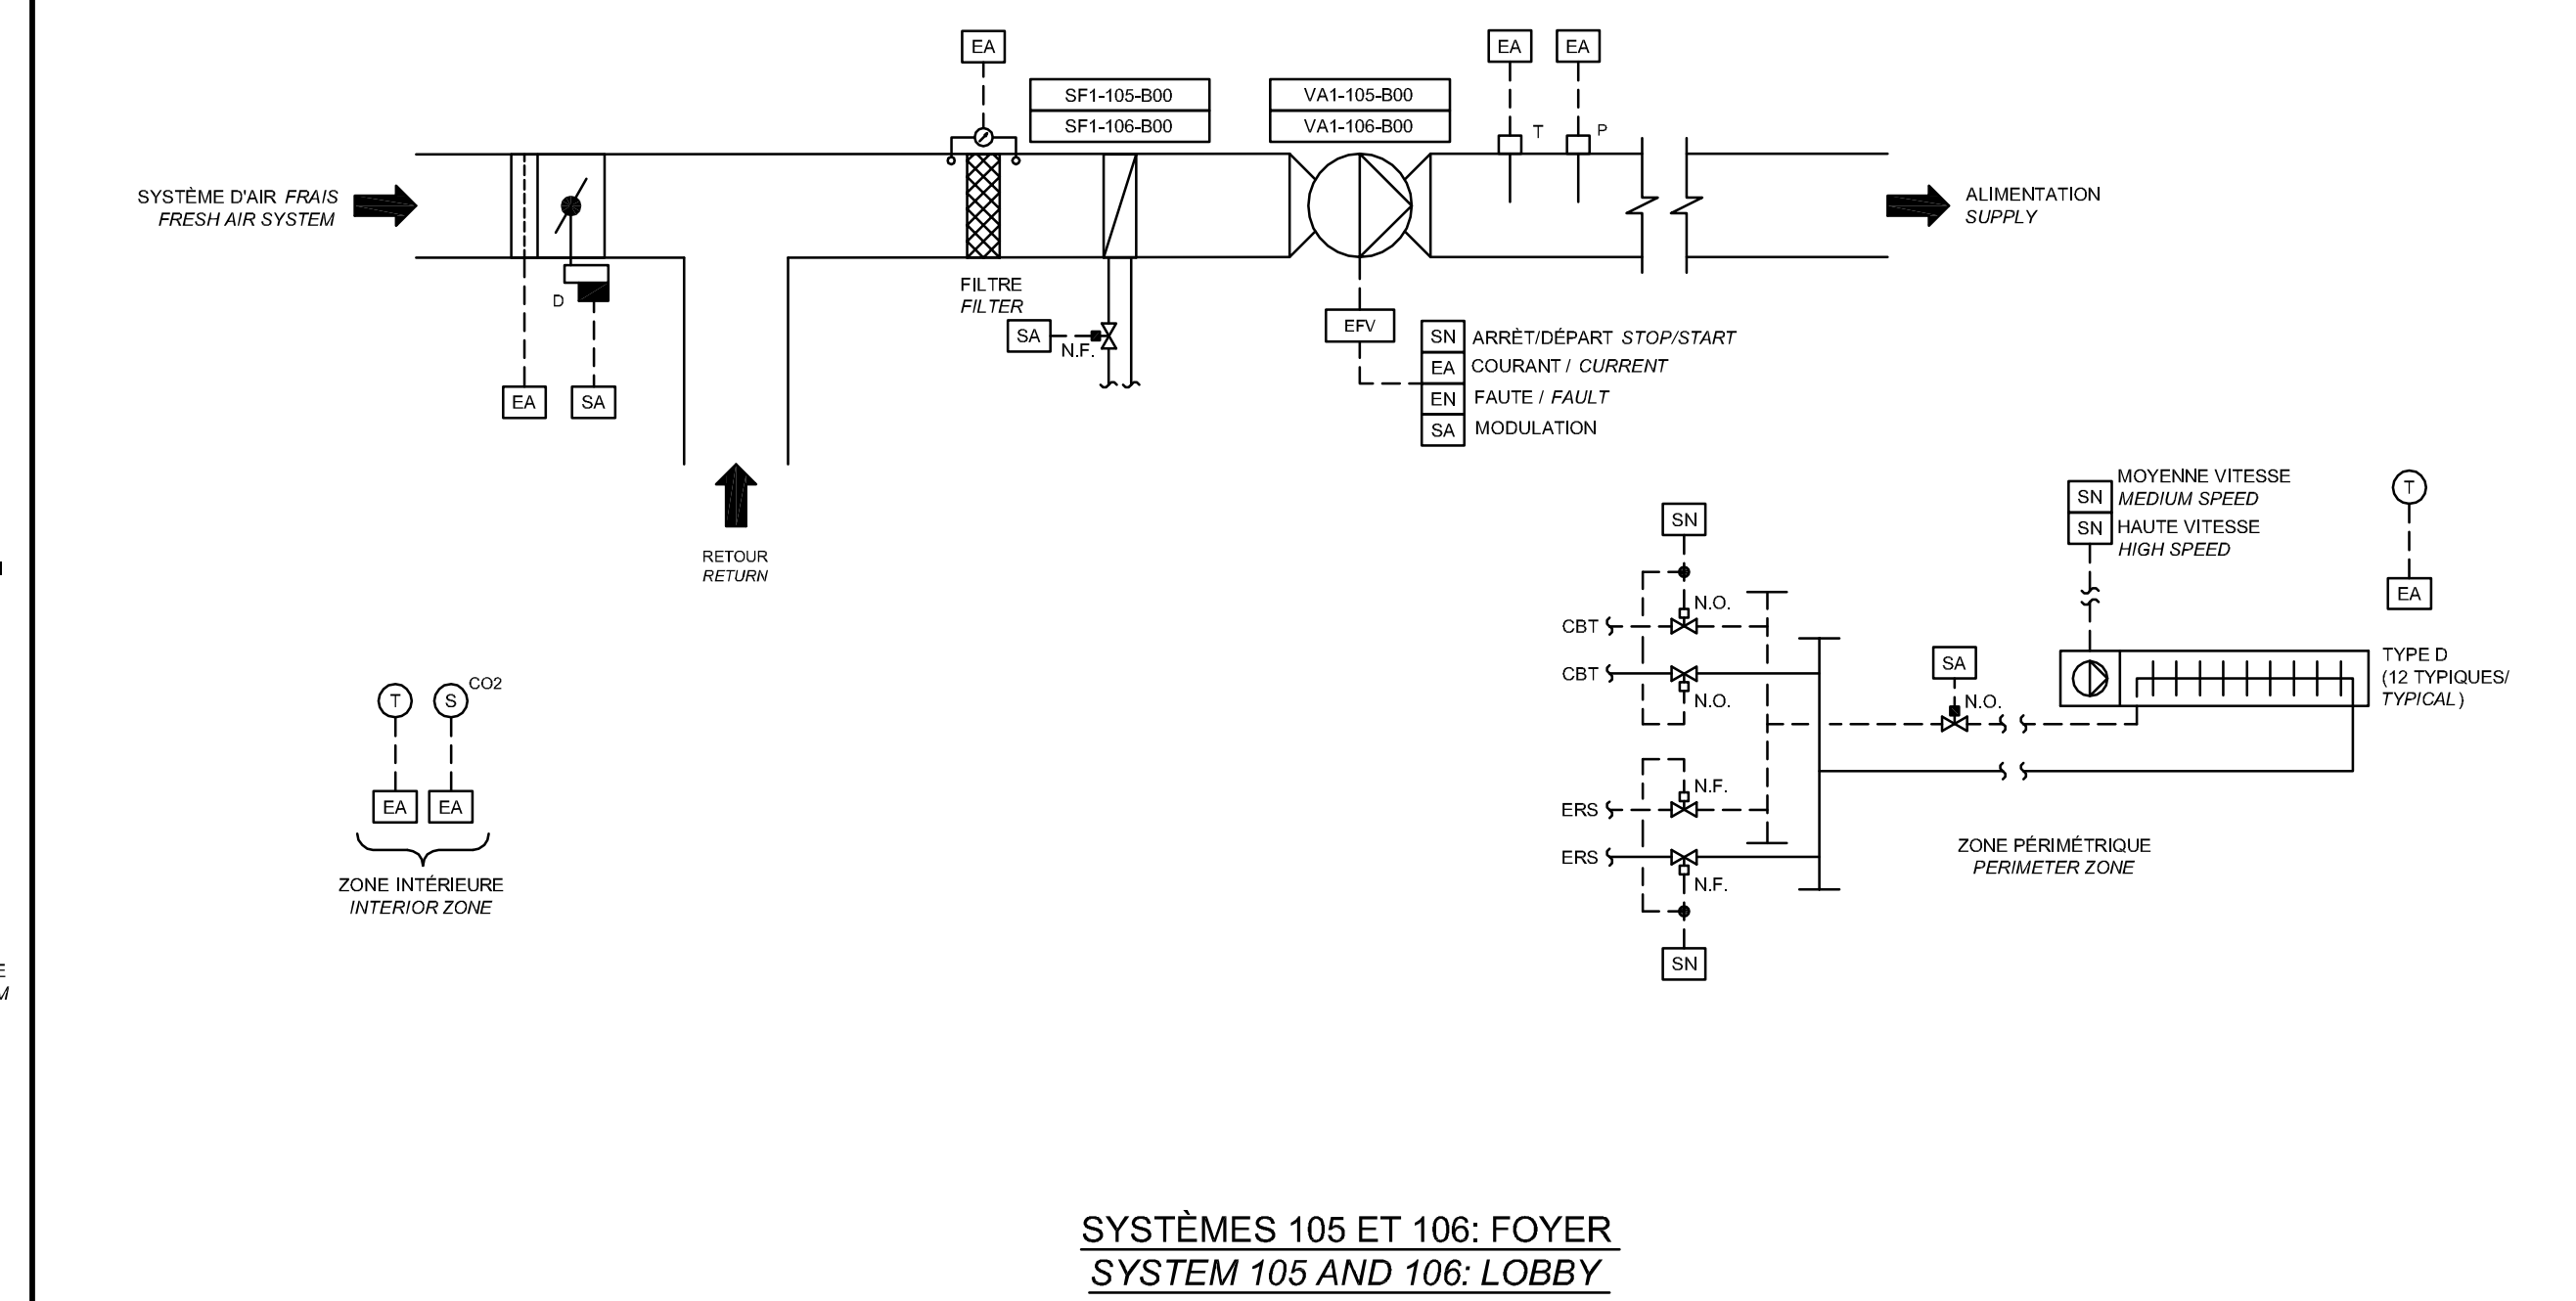 EA
EA
EA
SF1-105-B00
SF1-106-B00
VA1-105-B00
VA1-106-B00
T
P
SYSTÈME D'AIR FRAIS
FRESH AIR SYSTEM
ALIMENTATION
SUPPLY
D
FILTRE
FILTER
SA
N.F.
EFV
SN ARRÈT/DÉPART STOP/START
EA COURANT / CURRENT
EN FAUTE / FAULT
SA MODULATION
EA
SA
RETOUR
RETURN
SN MOYENNE VITESSE
MEDIUM SPEED
SN HAUTE VITESSE
HIGH SPEED
T
EA
SN
N.O.
CBT
CBT
N.O.
SA
N.O.
TYPE D
(12 TYPIQUES/
TYPICAL)
T
S
CO2
EA
EA
ZONE INTÉRIEURE
INTERIOR ZONE
N.F.
ERS
ERS
N.F.
SN
ZONE PÉRIMÉTRIQUE
PERIMETER ZONE
E
M
SYSTÈMES 105 ET 106: FOYER
SYSTEM 105 AND 106: LOBBY